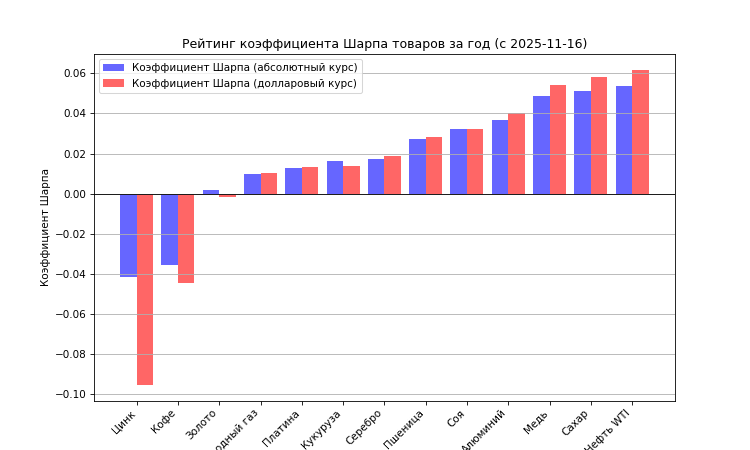 Рейтинг коэффициента Шарпа товаров за год (с 2025-11-16)
Коэффициент Шарпа (абсолютный курс)
Коэффициент Шарпа (долларовый курс)
Коэффициент Шарпа
0.06
0.04
0.02
0.00
−0.02
−0.04
−0.06
−0.08
−0.10
Цинк
Кофе
Золото
одный газ
Платина
Кукуруза
Серебро
Пшеница
Соя
Алюминий
Медь
Сахар
Нефть WTI